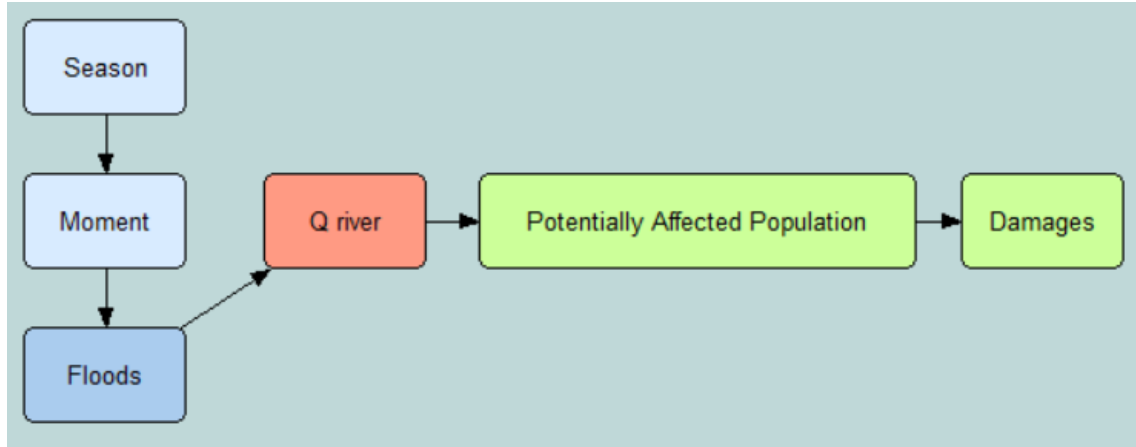 Season
Moment
Q river
Potentially Affected Population
Damages
Floods